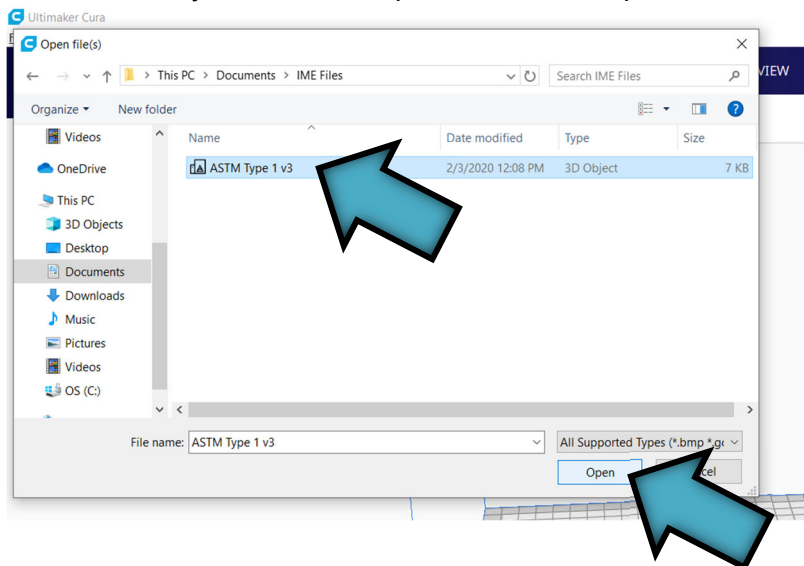 Ultimaker Cura
Open file(s)
This PC > Documents > IME Files
Search IME Files
VIEW
Organize
New folder
Name
Date modified
Type
Size
ASTM Type 1 v3
2/3/2020 12:08 PM
3D Object
7 KB
Videos
OneDrive
This PC
3D Objects
Desktop
Documents
Downloads
Music
Pictures
Videos
OS (C:)
File name:
ASTM Type 1 v3
All Supported Types (*.bmp *.gc
Open
cel